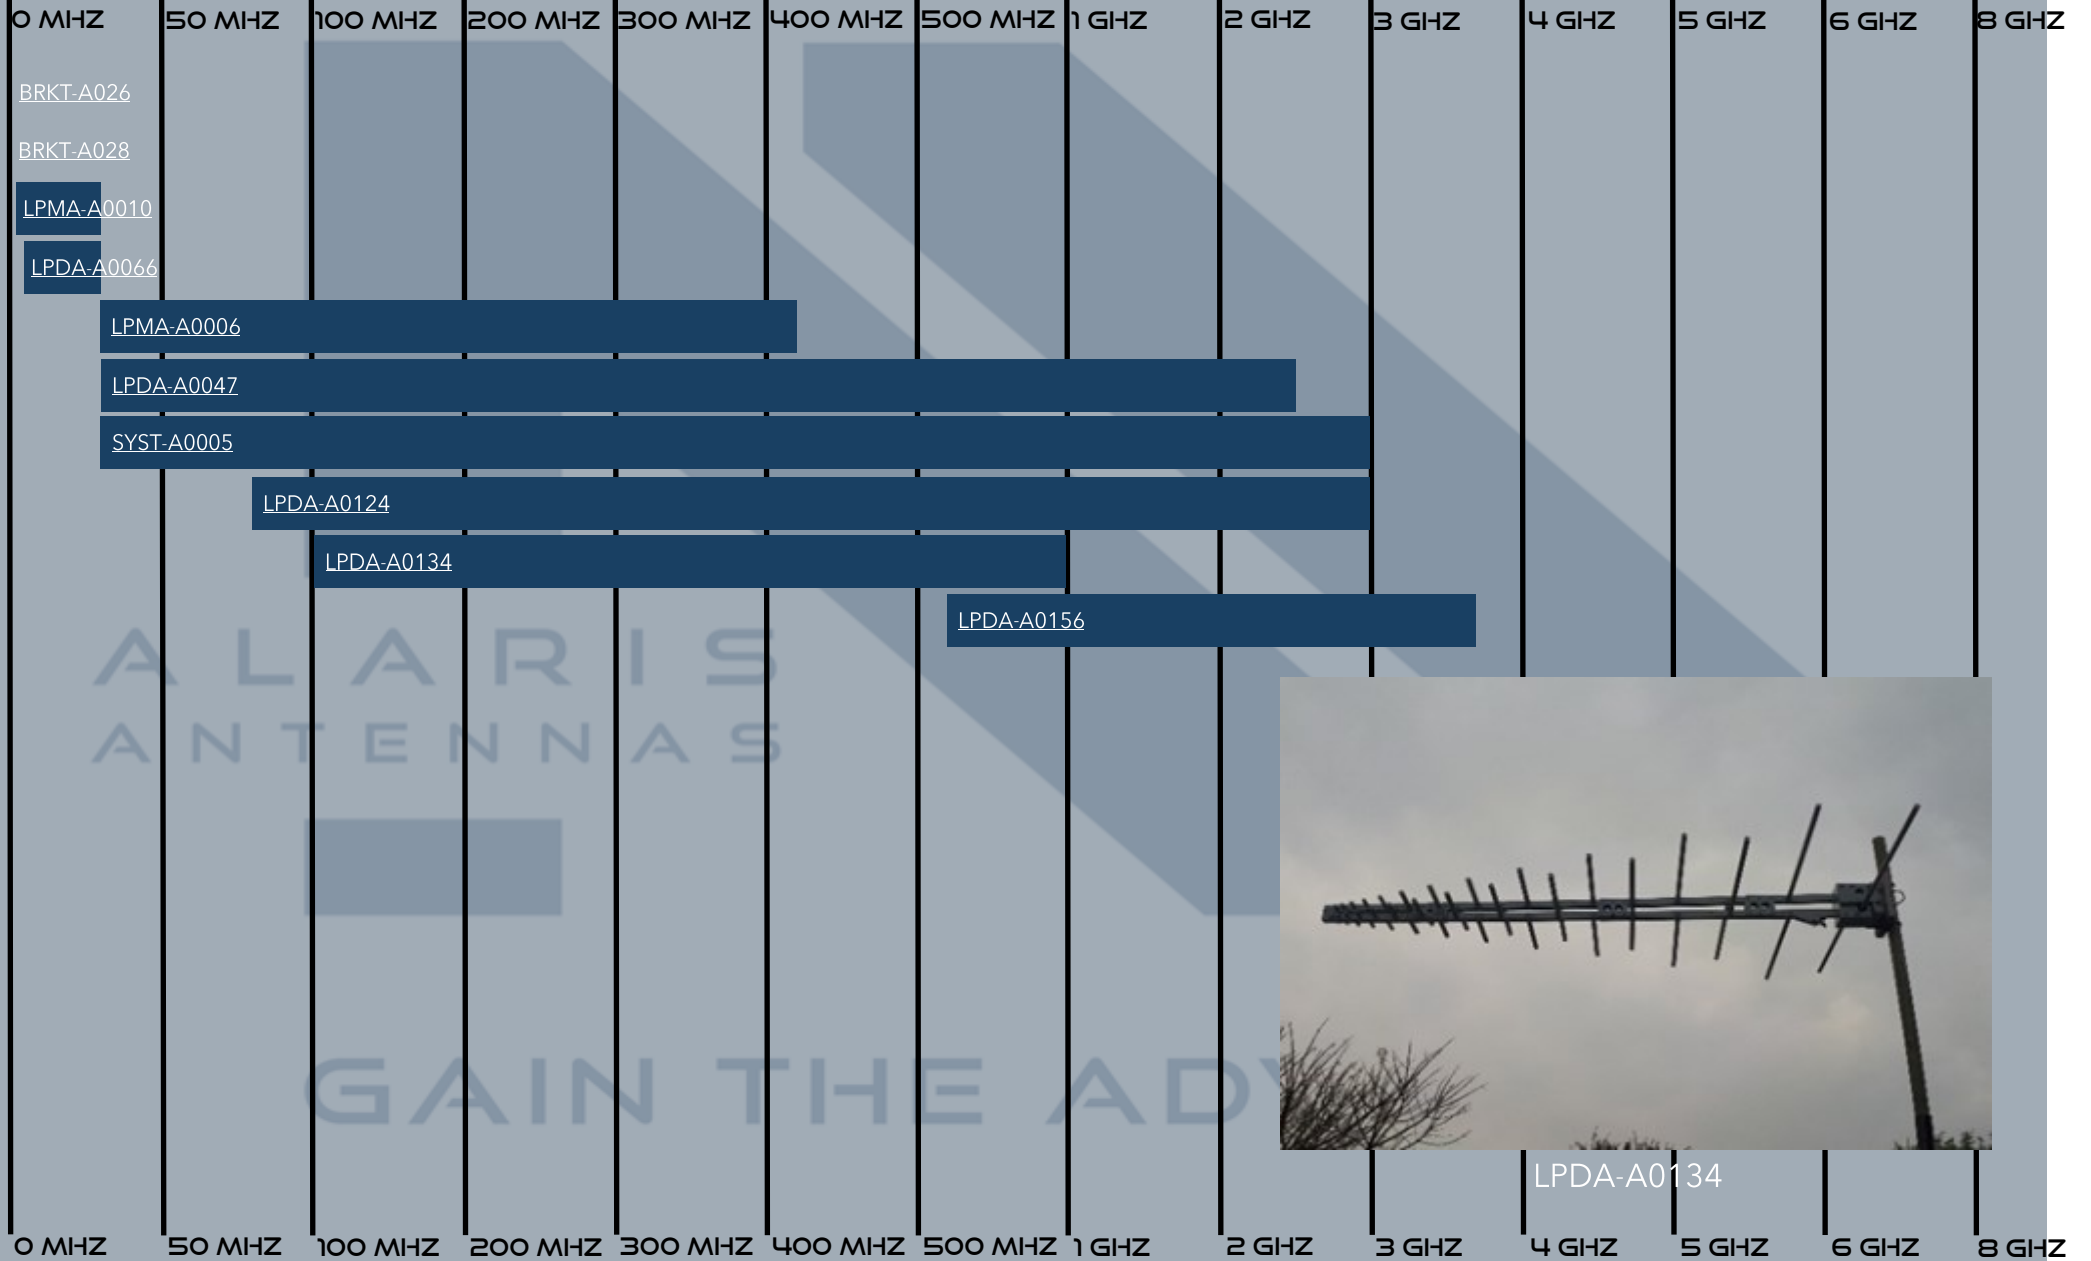 0 MHZ 50 MHZ 100 MHZ 200 MHZ 300 MHZ 400 MHZ 500 MHZ 1 GHZ 2 GHZ 3 GHZ 4 GHZ 5 GHZ 6 GHZ 8 GHZ
BRKT-A026
BRKT-A028
LPMA-A0010
LPDA-A0066
LPMA-A0006
LPDA-A0047
SYST-A0005
LPDA-A0124
LPDA-A0134
LPDA-A0156
ALARIS
ANTENNAS
GAIN THE ADV
LPDA-A0134
0 MHZ 50 MHZ 100 MHZ 200 MHZ 300 MHZ 400 MHZ 500 MHZ 1 GHZ 2 GHZ 3 GHZ 4 GHZ 5 GHZ 6 GHZ 8 GHZ